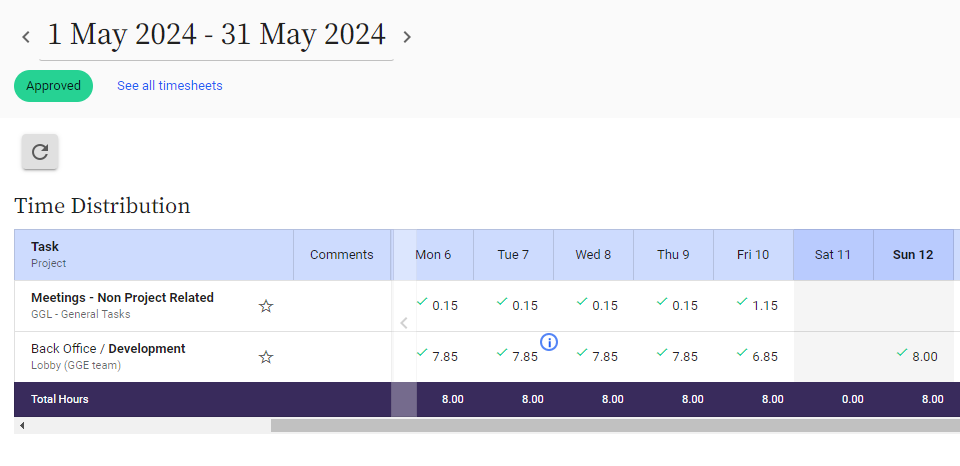 1 May 2024 - 31 May 2024
Approved See all timesheets
Time Distribution
Task Comments Mon 6 Tue 7 Wed 8 Thu 9 Fri 10 Sat 11 Sun 12
Project
Meetings - Non Project Related 0.15 0.15 0.15 0.15 1.15
GGL - General Tasks
Back Office / Development 7.85 7.85 7.85 7.85 6.85 8.00
Lobby (GGE team)
Total Hours 8.00 8.00 8.00 8.00 8.00 0.00 8.00